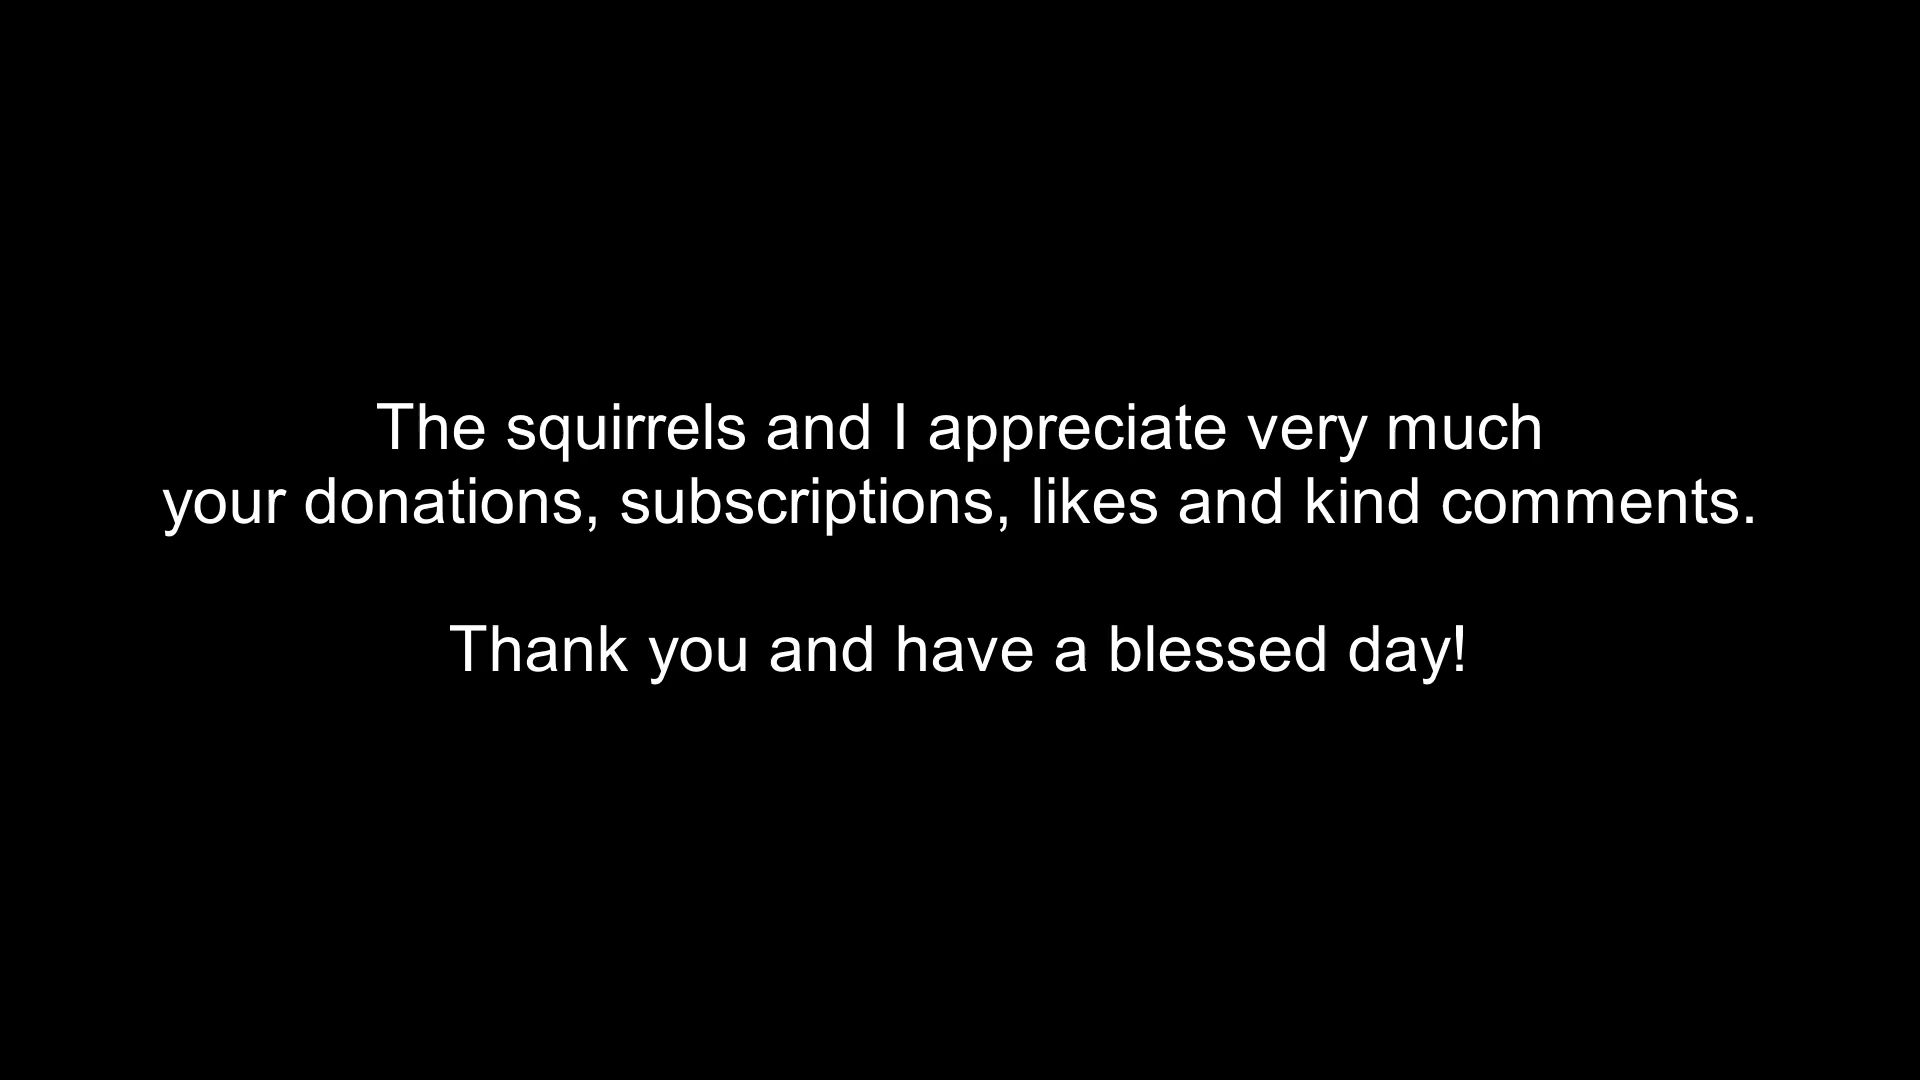 The squirrels and I appreciate very much
your donations, subscriptions, likes and kind comments.
Thank you and have a blessed day!